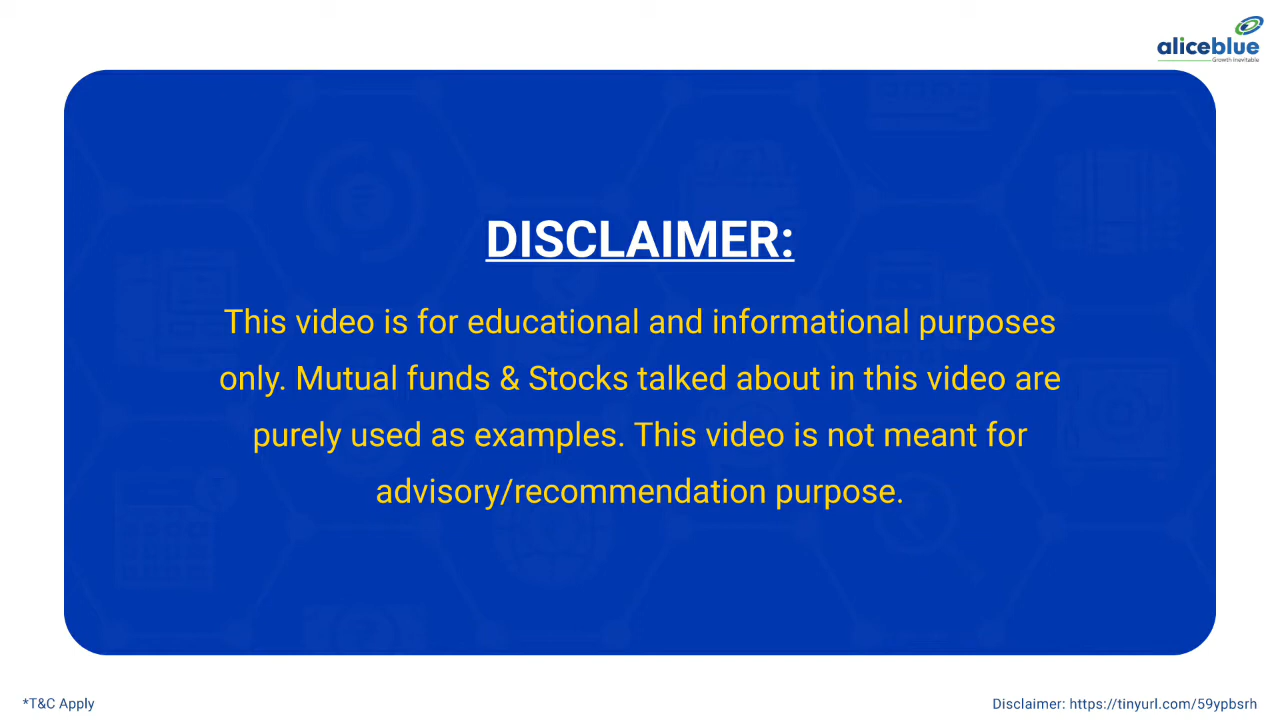 aliceblue
Growth Inevitable
DISCLAIMER:
This video is for educational and informational purposes
only. Mutual funds & Stocks talked about in this video are
purely used as examples. This video is not meant for
advisory/recommendation purpose.
*T&C Apply
Disclaimer: https://tinyurl.com/59ypbsrh